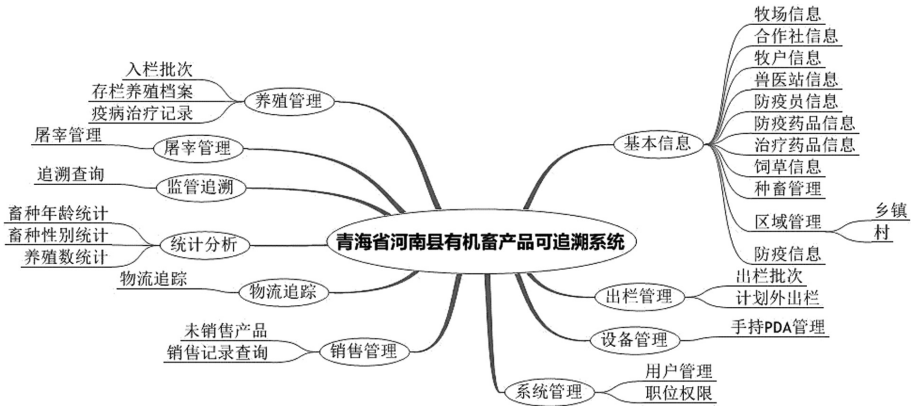 青海省河南县有机畜产品可追溯系统
养殖管理
入栏批次
存栏养殖档案
疫病治疗记录
屠宰管理
屠宰管理
监管追溯
追溯查询
统计分析
畜种年龄统计
畜种性别统计
养殖数统计
物流追踪
物流追踪
销售管理
未销售产品
销售记录查询
基本信息
牧场信息
合作社信息
牧户信息
兽医站信息
防疫员信息
防疫药品信息
治疗药品信息
饲草信息
种畜管理
区域管理
乡镇
村
防疫信息
出栏管理
出栏批次
计划外出栏
设备管理
手持PDA管理
系统管理
用户管理
职位权限